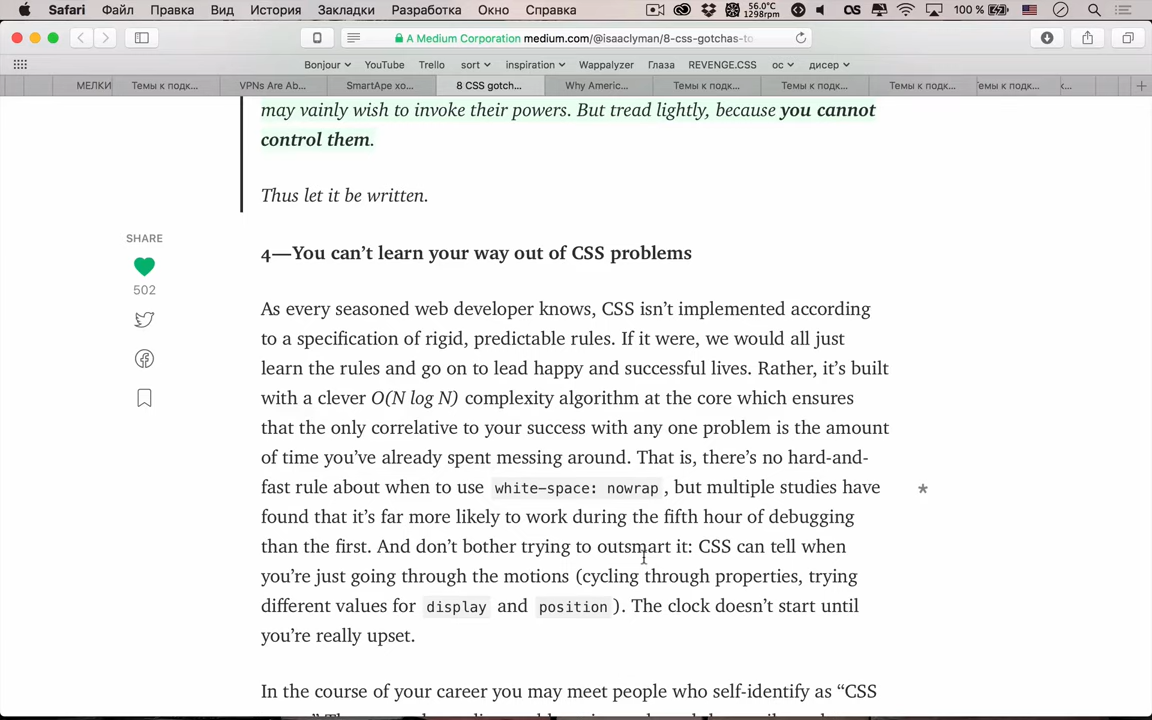 Safari Файл Правка Вид История Закладки Разработка Окно Справка
56.0°C
1298rpm
100 %
A Medium Corporation medium.com/@isaaclyman/8-css-gotchas-to
Bonjour YouTube Trello sort inspiration Wappalyzer Глаза REVENGE.CSS ос дисер
МЕЛКИ Темы к подк... VPNs Are Ab... SmartApe хо... 8 CSS gotch... Why Americ... Темы к подк... Темы к подк... Темы к подк... емы к подк... к...
may vainly wish to invoke their powers. But tread lightly, because you cannot
control them.
Thus let it be written.
SHARE
502
4—You can’t learn your way out of CSS problems
As every seasoned web developer knows, CSS isn’t implemented according
to a specification of rigid, predictable rules. If it were, we would all just
learn the rules and go on to lead happy and successful lives. Rather, it’s built
with a clever O(N log N) complexity algorithm at the core which ensures
that the only correlative to your success with any one problem is the amount
of time you’ve already spent messing around. That is, there’s no hard-and-
fast rule about when to use white-space: nowrap, but multiple studies have
found that it’s far more likely to work during the fifth hour of debugging
than the first. And don’t bother trying to outsmart it: CSS can tell when
you’re just going through the motions (cycling through properties, trying
different values for display and position). The clock doesn’t start until
you’re really upset.
In the course of your career you may meet people who self-identify as “CSS